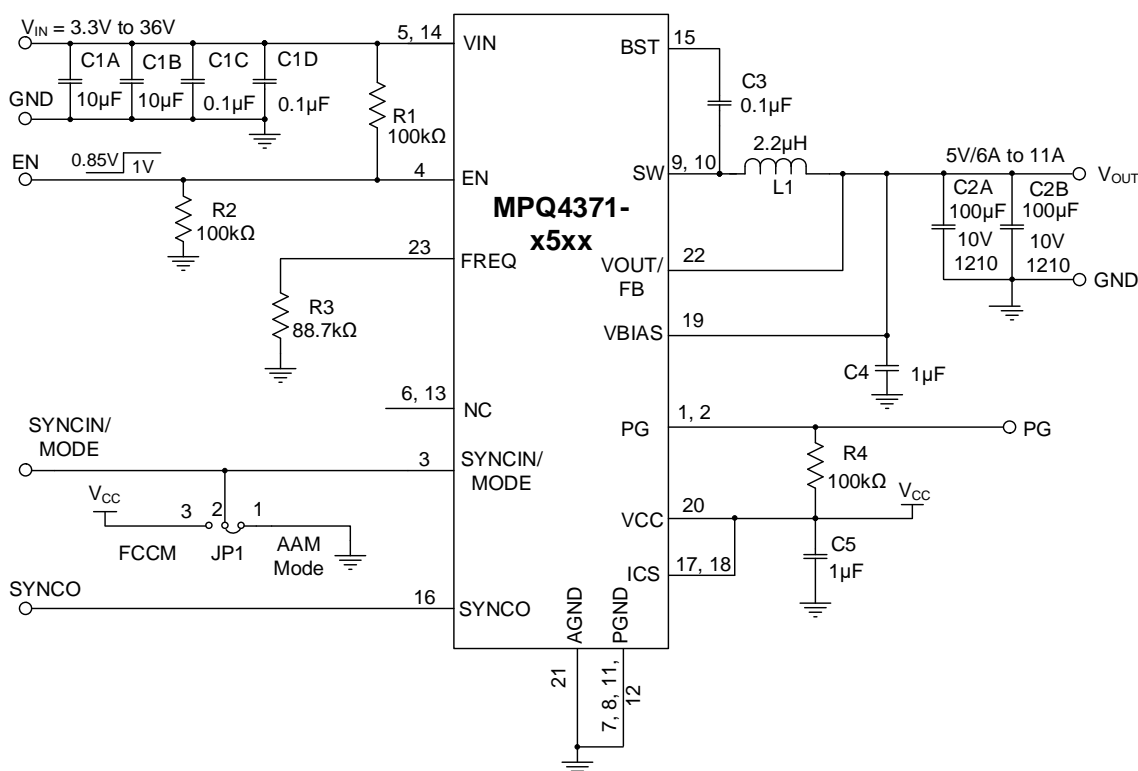 VIN = 3.3V to 36V
C1A
C1B
C1C
C1D
10µF
10µF
0.1µF
0.1µF
GND
R1
100kΩ
EN
0.85V
1V
R2
100kΩ
R3
88.7kΩ
SYNCIN/
MODE
VCC
3
2
1
FCCM
JP1
AAM
Mode
SYNCO
5, 14
VIN
4
EN
23
FREQ
6, 13
NC
3
SYNCIN/
MODE
16
SYNCO
MPQ4371-
x5xx
AGND
PGND
21
7, 8, 11,
12
BST
15
SW
9, 10
VOUT/
FB
22
VBIAS
19
PG
1, 2
VCC
20
ICS
17, 18
C3
0.1µF
2.2µH
L1
5V/6A to 11A
VOUT
C2A
100µF
10V
1210
C2B
100µF
10V
1210
GND
C4
1µF
PG
R4
100kΩ
VCC
C5
1µF